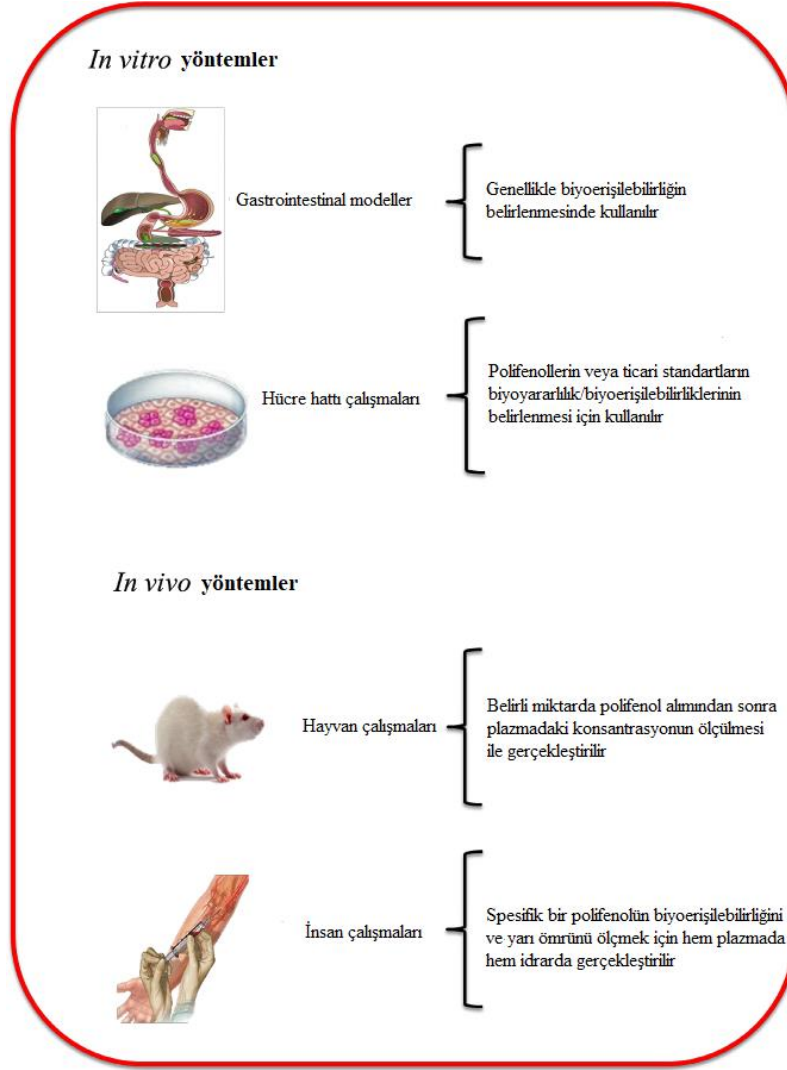 In vitro yöntemler
Gastrointestinal modeller
Genellikle biyoerişilebilirliğin
belirlenmesinde kullanılır
Hücre hattı çalışmaları
Polifenollerin veya ticari standartların
biyoyararlılık/biyoerişilebilirliklerinin
belirlenmesi için kullanılır
In vivo yöntemler
Hayvan çalışmaları
Belirli miktarda polifenol alımından sonra
plazmadaki konsantrasyonun ölçülmesi
ile gerçekleştirilir
İnsan çalışmaları
Spesifik bir polifenolün biyoerişilebilirliğini
ve yarı ömrünü ölçmek için hem plazmada
hem idrarda gerçekleştirilir